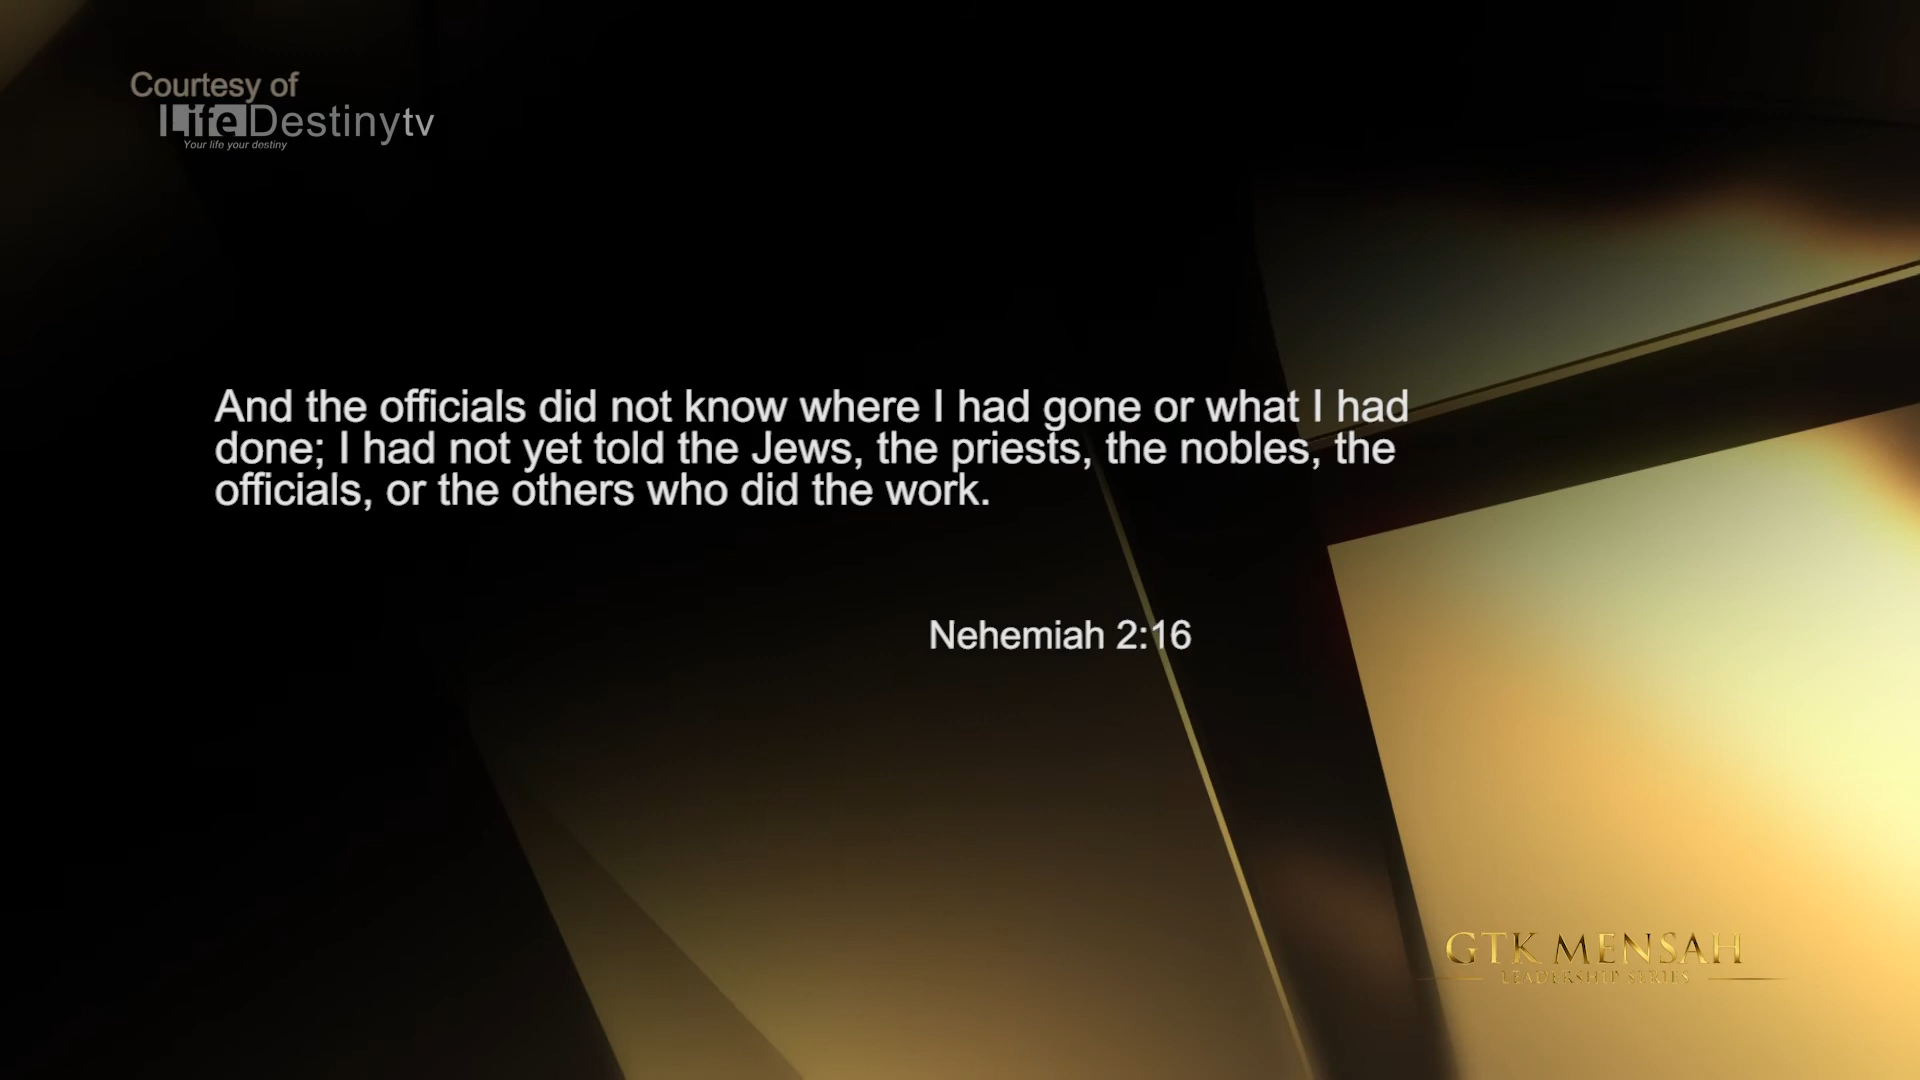 Courtesy of
LifeDestinytv
Your life your destiny
And the officials did not know where I had gone or what I had
done; I had not yet told the Jews, the priests, the nobles, the
officials, or the others who did the work.
Nehemiah 2:16
GTK MENSAH
LEADERSHIP SERIES